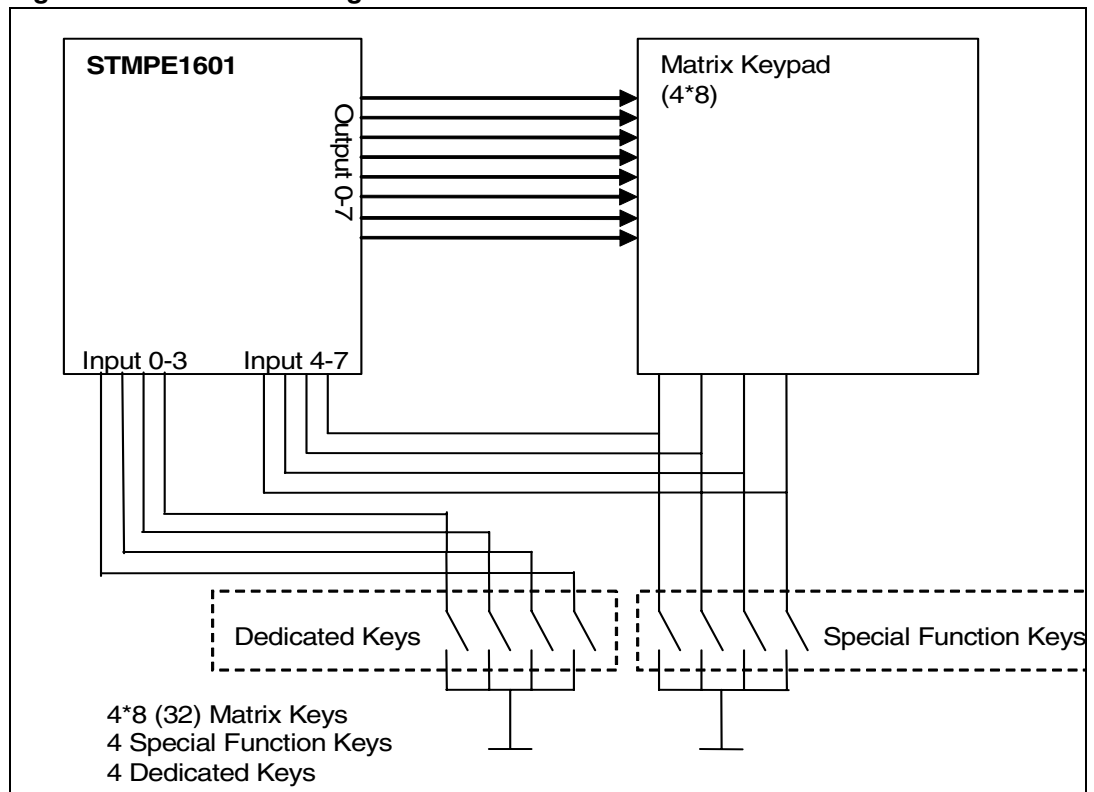 STMPE1601
Matrix Keypad
(4*8)
Output 0-7
Input 0-3
Input 4-7
Dedicated Keys
Special Function Keys
4*8 (32) Matrix Keys
4 Special Function Keys
4 Dedicated Keys